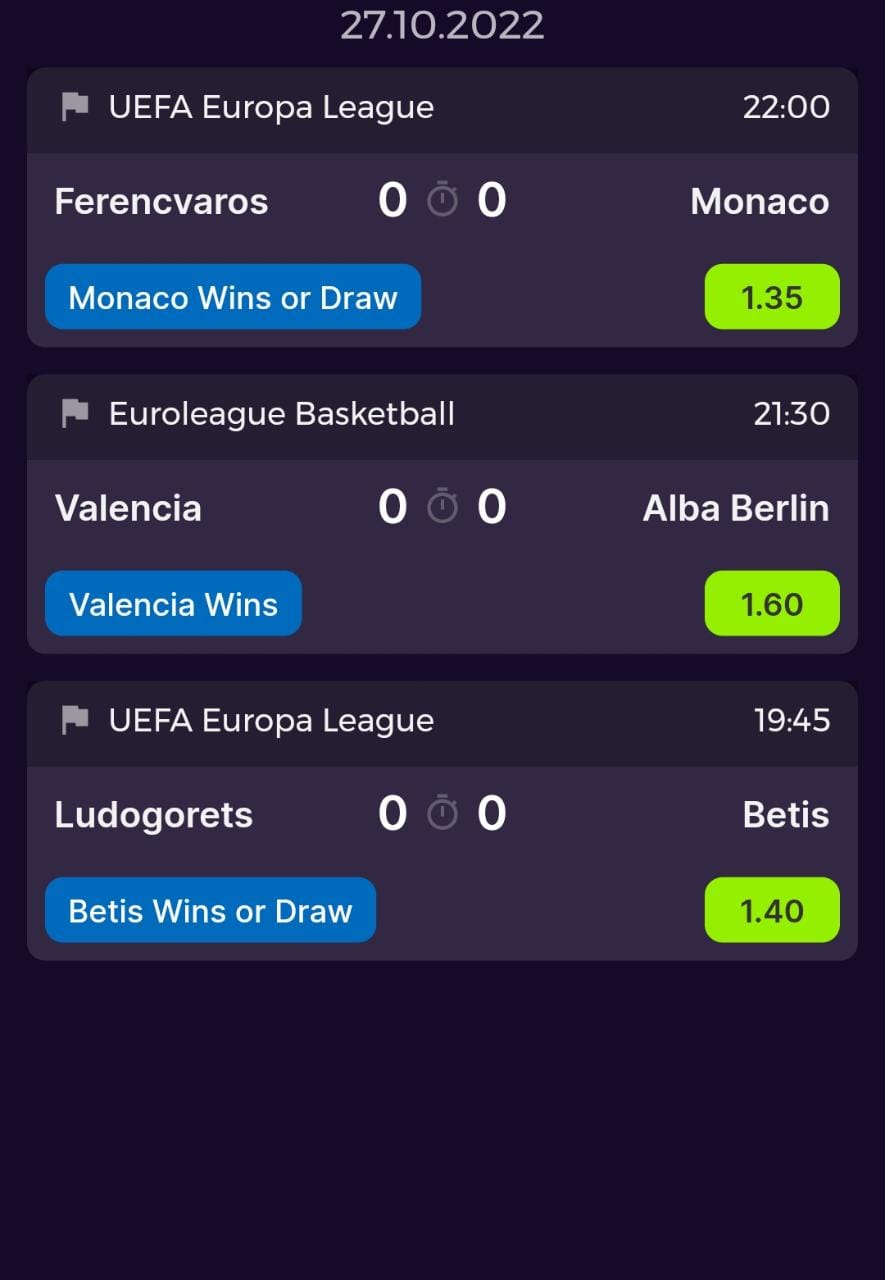 27.10.2022
UEFA Europa League 22:00
Ferencvaros 0 0 Monaco
Monaco Wins or Draw 1.35
Euroleague Basketball 21:30
Valencia 0 0 Alba Berlin
Valencia Wins 1.60
UEFA Europa League 19:45
Ludogorets 0 0 Betis
Betis Wins or Draw 1.40